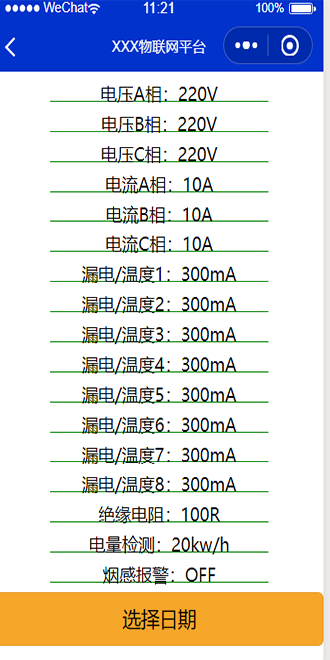 WeChat 11:21 100%
XXX物联网平台
电压A相：220V
电压B相：220V
电压C相：220V
电流A相：10A
电流B相：10A
电流C相：10A
漏电/温度1：300mA
漏电/温度2：300mA
漏电/温度3：300mA
漏电/温度4：300mA
漏电/温度5：300mA
漏电/温度6：300mA
漏电/温度7：300mA
漏电/温度8：300mA
绝缘电阻：100R
电量检测：20kw/h
烟感报警：OFF
选择日期